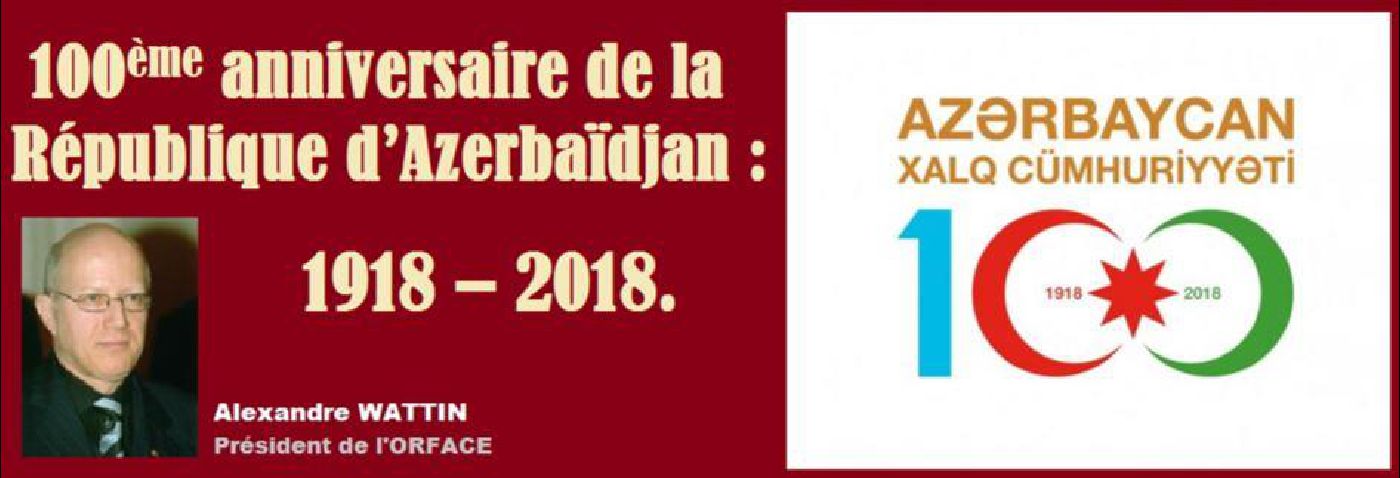 100ème anniversaire de la
République d'Azerbaïdjan :
1918 – 2018.
Alexandre WATTIN
Président de l'ORFACE
AZƏRBAYCAN
XALQ CÜMHURİYYƏTİ
100
1918 2018